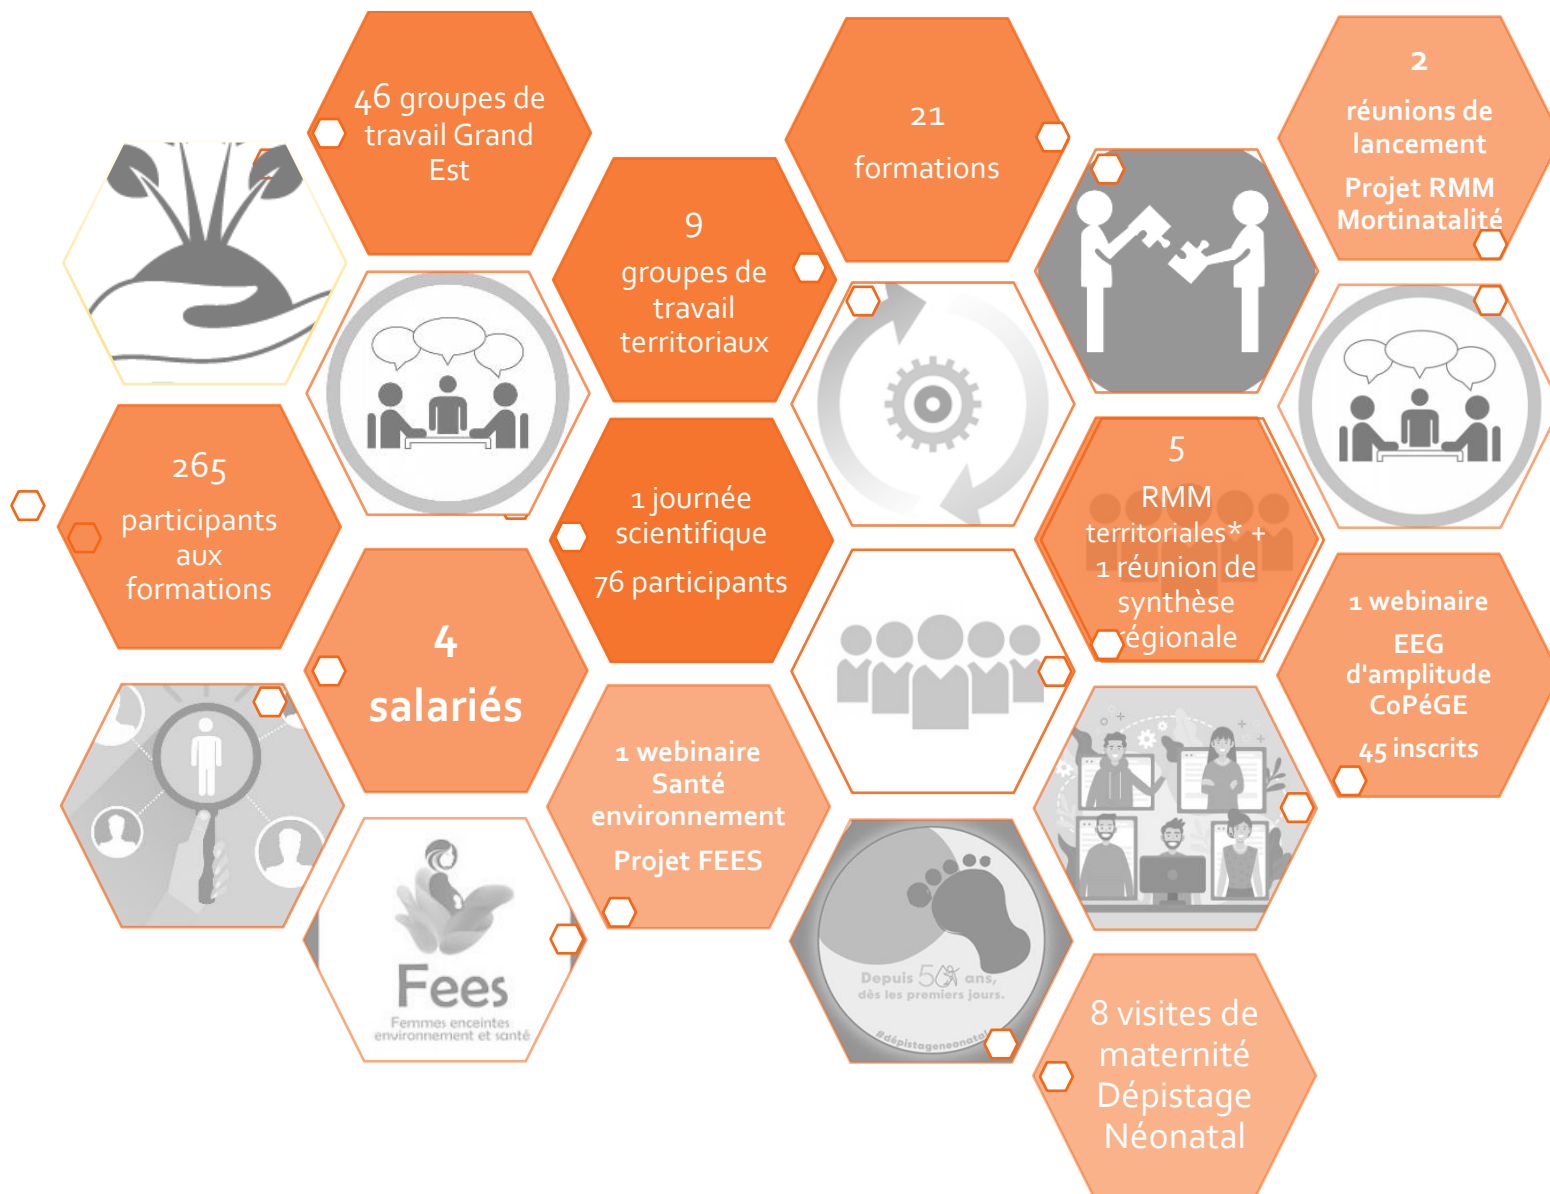 46 groupes de
travail Grand
Est
21
formations
2
réunions de
lancement
Projet RMM
Mortinatalité
9
groupes de
travail
territoriaux
265
participants
aux
formations
1 journée
scientifique
76 participants
5
RMM
territoriales* +
1 réunion de
synthèse
régionale
4
salariés
1 webinaire
EEG
d'amplitude
CoPéGE
45 inscrits
1 webinaire
Santé
environnement
Projet FEES
Fees
Femmes enceintes
environnement et santé
Depuis 50 ans,
dès les premiers jours.
#dépistageneonatal
8 visites de
maternité
Dépistage
Néonatal